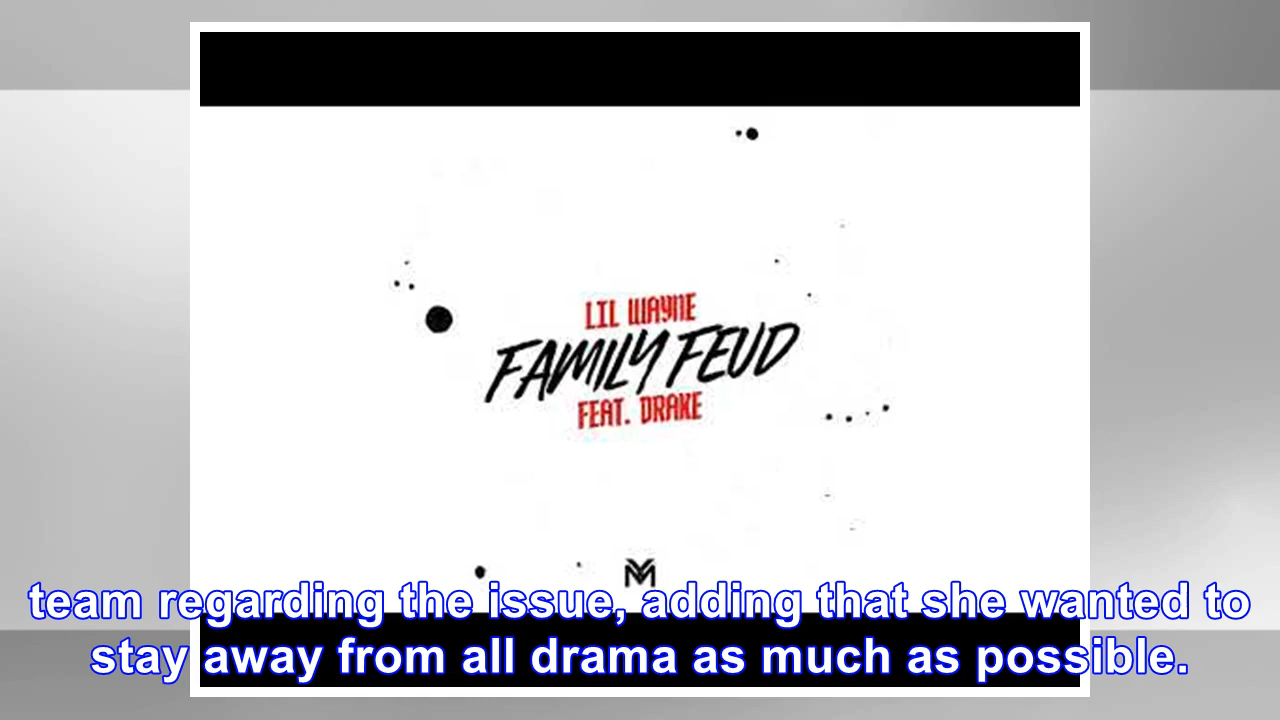 LIL WAYNE
FAMILY FEUD
FEAT. DRAKE
team regarding the issue, adding that she wanted to
stay away from all drama as much as possible.